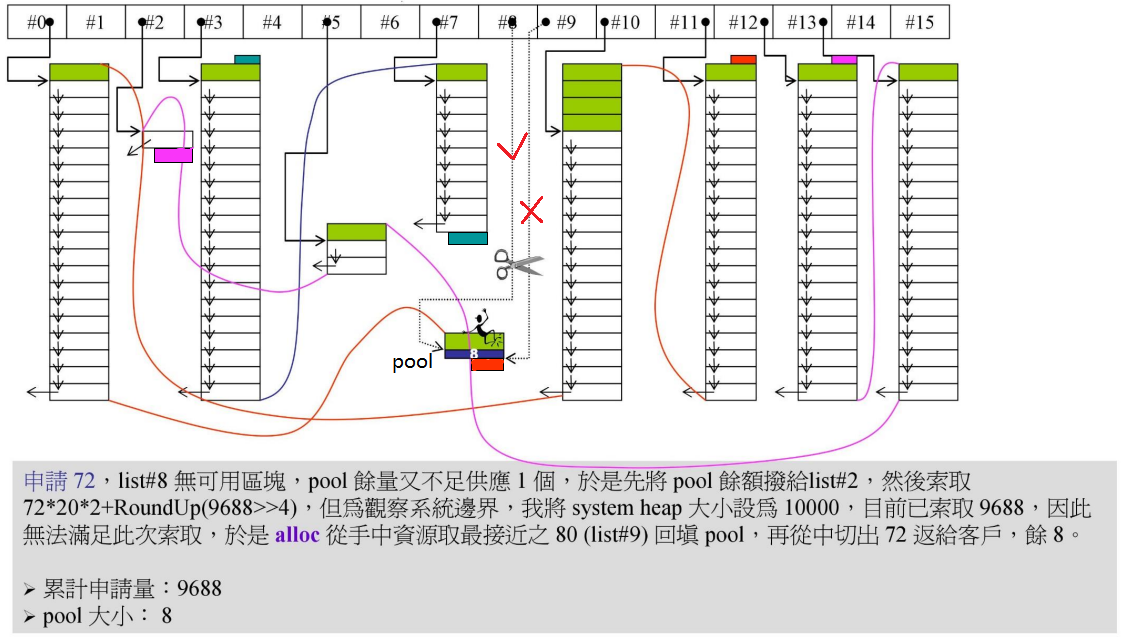 #0 #1 #2 #3 #4 #5 #6 #7 #8 #9 #10 #11 #12 #13 #14 #15
8
pool
申請 72，list#8 無可用區塊，pool 餘量又不足供應 1 個，於是先將 pool 餘額撥給list#2，然後索取
72*20*2+RoundUp(9688>>4)，但爲觀察系統邊界，我將 system heap 大小設爲 10000，目前已索取 9688，因此
無法滿足此次索取，於是 alloc 從手中資源取最接近之 80 (list#9) 回填 pool，再從中切出 72 返給客戶，餘 8。
➢ 累計申請量：9688
➢ pool 大小： 8